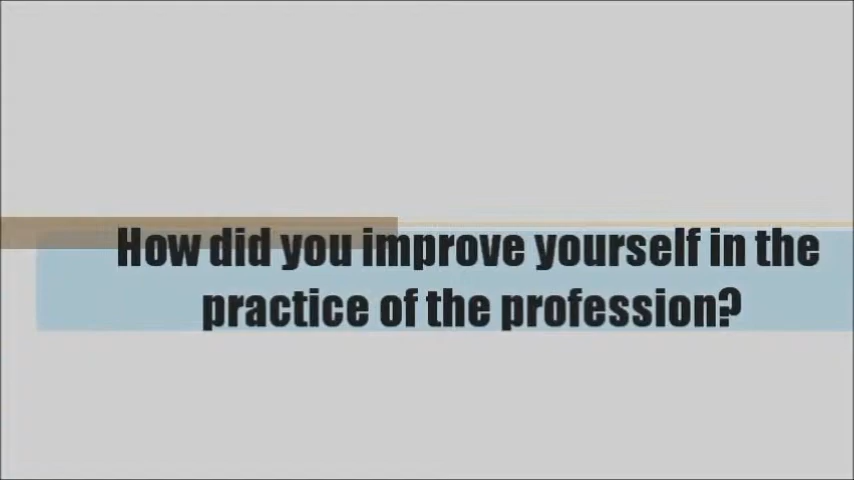 How did you improve yourself in the
practice of the profession?